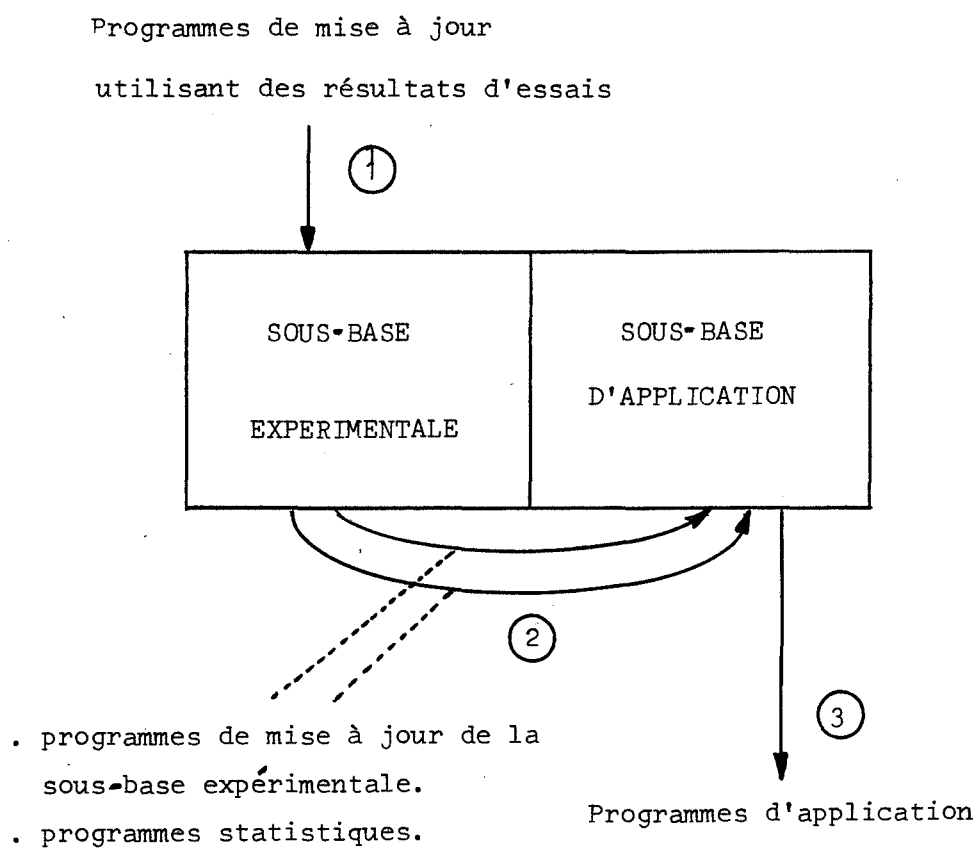 Programmes de mise à jour
utilisant des résultats d'essais
1
SOUS-BASE
EXPERIMENTALE
SOUS-BASE
D'APPLICATION
2
3
. programmes de mise à jour de la
sous-base expérimentale.
. programmes statistiques.
Programmes d'application